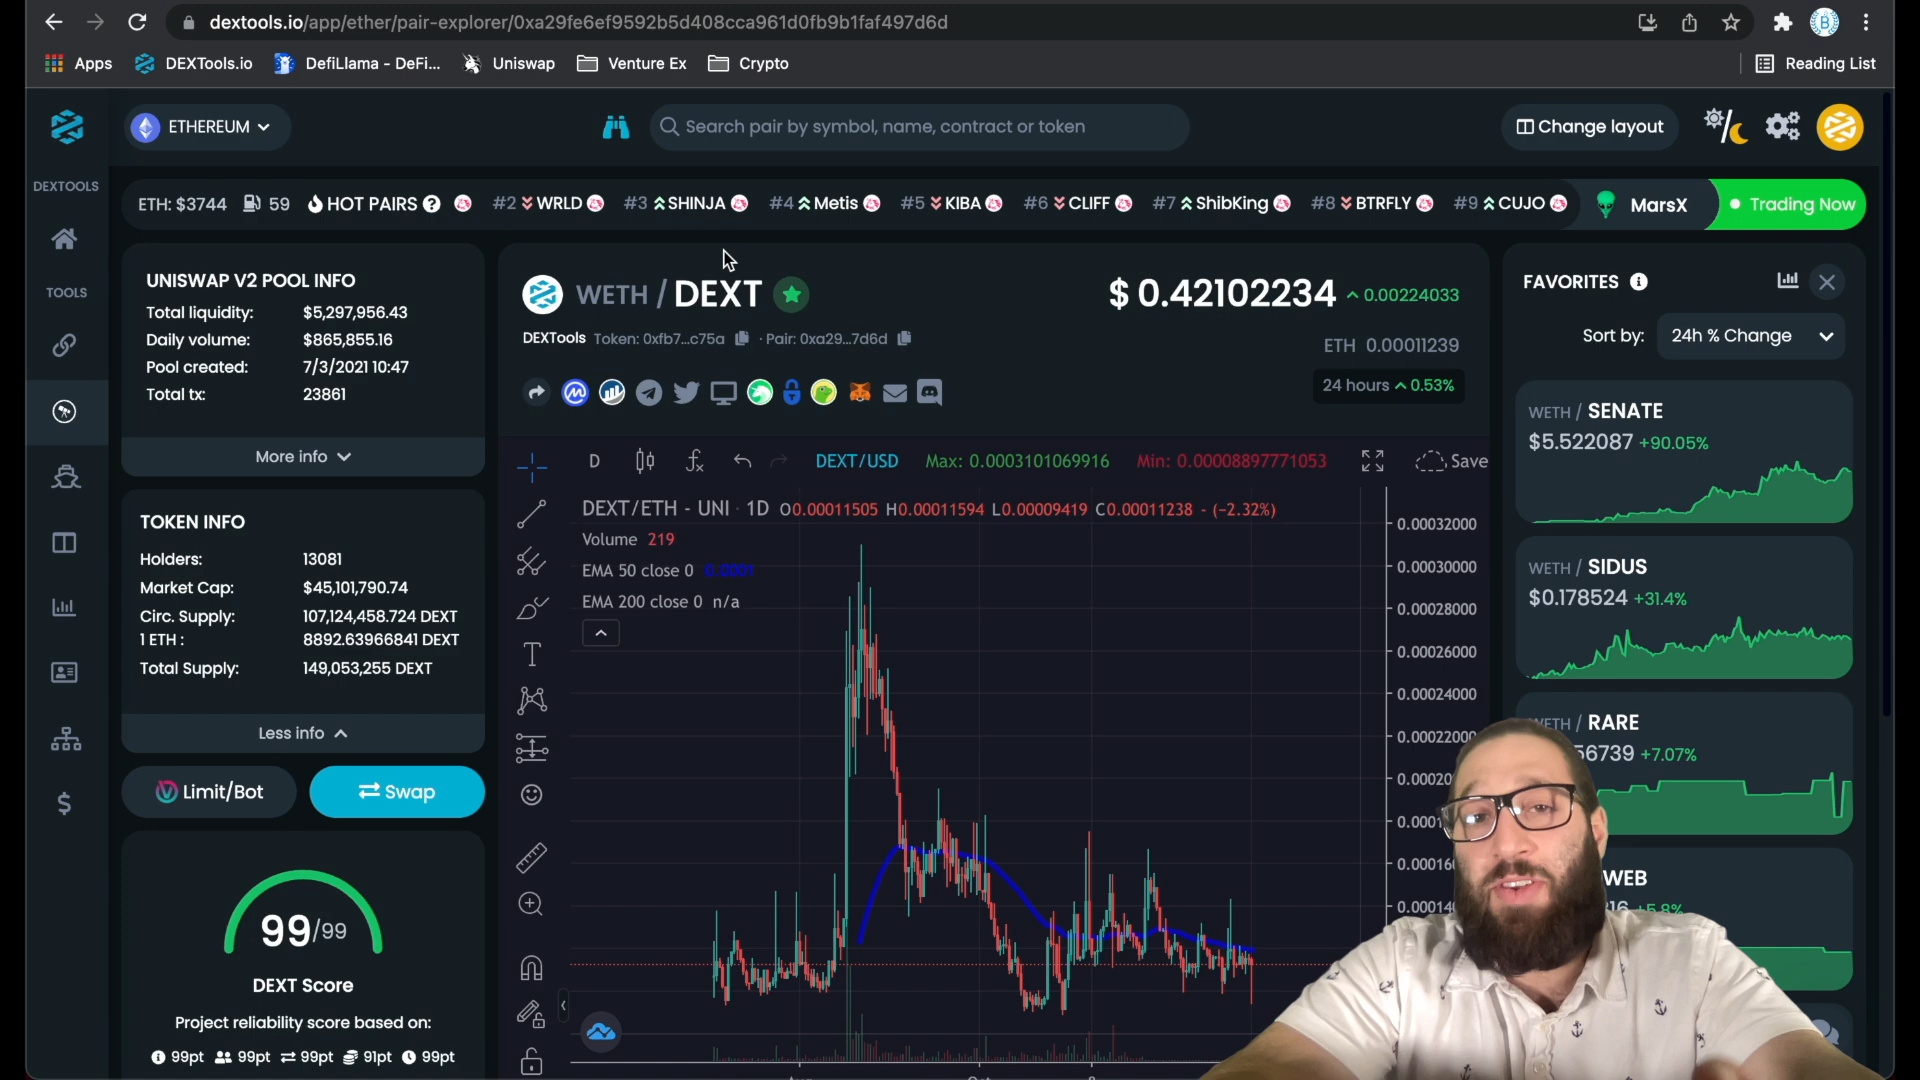 dextools.io/app/ether/pair-explorer/0xa29fe6ef9592b5d408cca961d0fb9b1faf497d6d
Apps DEXTools.io DefiLlama - DeFi... Uniswap Venture Ex Crypto Reading List
ETHEREUM
Search pair by symbol, name, contract or token
Change layout
DEXTOOLS
ETH: $3744 59 HOT PAIRS #2 WRLD #3 SHINJA #4 Metis #5 KIBA #6 CLIFF #7 ShibKing #8 BTRFLY #9 CUJO MarsX Trading Now
TOOLS
UNISWAP V2 POOL INFO
Total liquidity: $5,297,956.43
Daily volume: $865,855.16
Pool created: 7/3/2021 10:47
Total tx: 23861
More info
TOKEN INFO
Holders: 13081
Market Cap: $45,101,790.74
Circ. Supply: 107,124,458.724 DEXT
1 ETH : 8892.63966841 DEXT
Total Supply: 149,053,255 DEXT
Less info
Limit/Bot
Swap
99/99
DEXT Score
Project reliability score based on:
99pt 99pt 99pt 91pt 99pt
WETH / DEXT
$ 0.42102234 0.00224033
DEXTools Token: 0xfb7...c75a · Pair: 0xa29...7d6d
ETH 0.00011239
24 hours 0.53%
D
DEXT/USD Max: 0.0003101069916 Min: 0.00008897771053
Save
DEXT/ETH - UNI · 1D O0.00011505 H0.00011594 L0.00009419 C0.00011238 - (−2.32%)
Volume 219
EMA 50 close 0 0.0001
EMA 200 close 0 n/a
0.00032000
0.00030000
0.00028000
0.00026000
0.00024000
0.00022000
Oct
FAVORITES
Sort by: 24h % Change
WETH / SENATE
$5.522087 +90.05%
WETH / SIDUS
$0.178524 +31.4%
WETH / RARE
56739 +7.07%
WEB
+5.8%